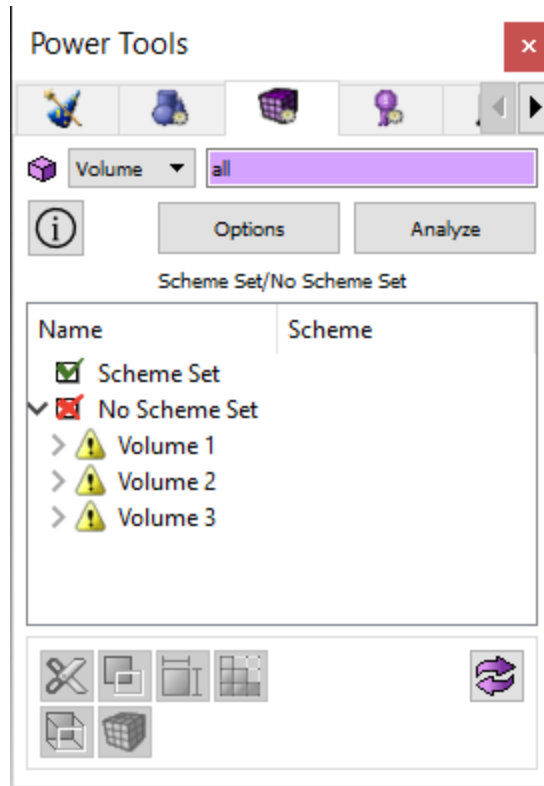 Power Tools
Volume all
Options Analyze
Scheme Set/No Scheme Set
Name Scheme
Scheme Set
No Scheme Set
Volume 1
Volume 2
Volume 3